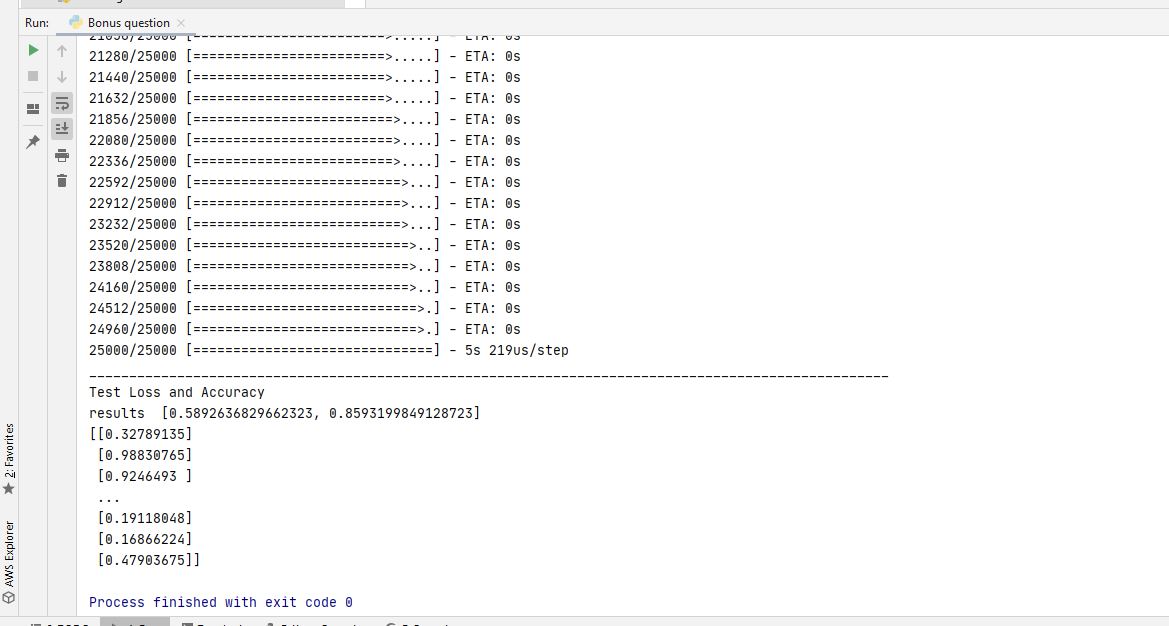 Run: Bonus question
21280/25000 [========================>.....] - ETA: 0s
21440/25000 [========================>.....] - ETA: 0s
21632/25000 [========================>.....] - ETA: 0s
21856/25000 [=========================>....] - ETA: 0s
22080/25000 [=========================>....] - ETA: 0s
22336/25000 [=========================>....] - ETA: 0s
22592/25000 [==========================>...] - ETA: 0s
22912/25000 [==========================>...] - ETA: 0s
23232/25000 [==========================>...] - ETA: 0s
23520/25000 [===========================>..] - ETA: 0s
23808/25000 [===========================>..] - ETA: 0s
24160/25000 [===========================>..] - ETA: 0s
24512/25000 [============================>.] - ETA: 0s
24960/25000 [============================>.] - ETA: 0s
25000/25000 [==============================] - 5s 219us/step
____________________________________________________________________________________________________
Test Loss and Accuracy
results  [0.5892636829662323, 0.8593199849128723]
[[0.32789135]
 [0.98830765]
 [0.9246493 ]
 ...
 [0.19118048]
 [0.16866224]
 [0.47903675]]
Process finished with exit code 0
2: Favorites
AWS Explorer